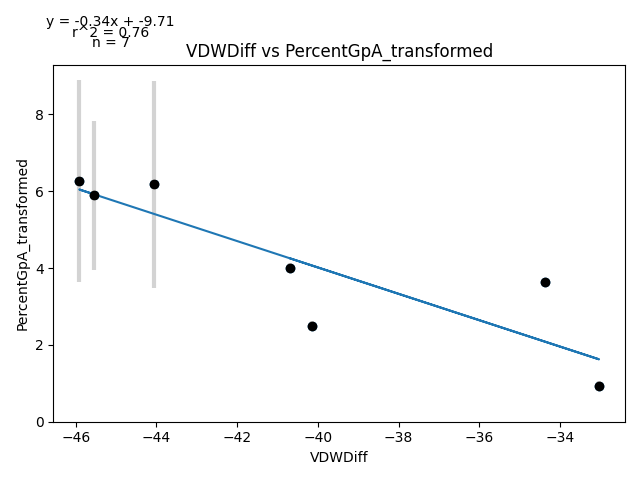 y = -0.34x + -9.71
r^2 = 0.76
n = 7
VDWDiff vs PercentGpA_transformed
PercentGpA_transformed
8
6
4
2
0
−46 −44 −42 −40 −38 −36 −34
VDWDiff